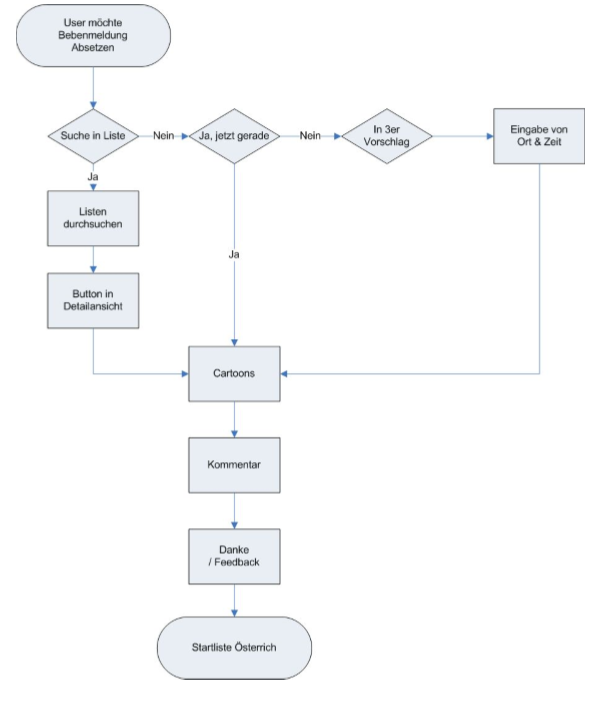 User möchte
Bebenmeldung
Absetzen
Suche in Liste
Nein
Ja, jetzt gerade
Nein
In 3er
Vorschlag
Eingabe von
Ort & Zeit
Ja
Listen
durchsuchen
Ja
Button in
Detailansicht
Cartoons
Kommentar
Danke
/ Feedback
Startliste Österrich